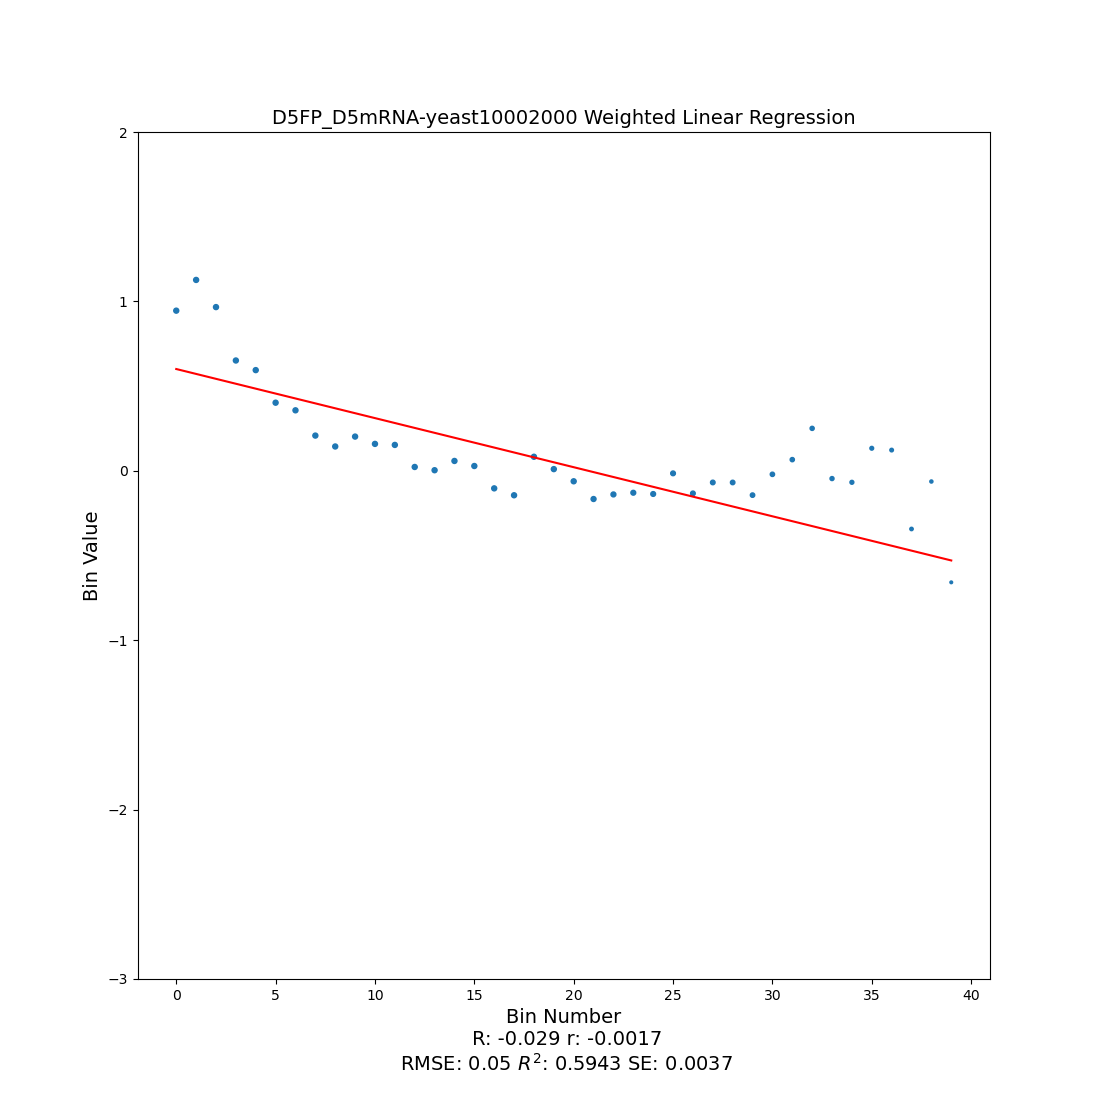 D5FP_D5mRNA-yeast10002000 Weighted Linear Regression
2
1
0
−1
−2
−3
Bin Value
0 5 10 15 20 25 30 35 40
Bin Number
R: -0.029 r: -0.0017
RMSE: 0.05 R²: 0.5943 SE: 0.0037